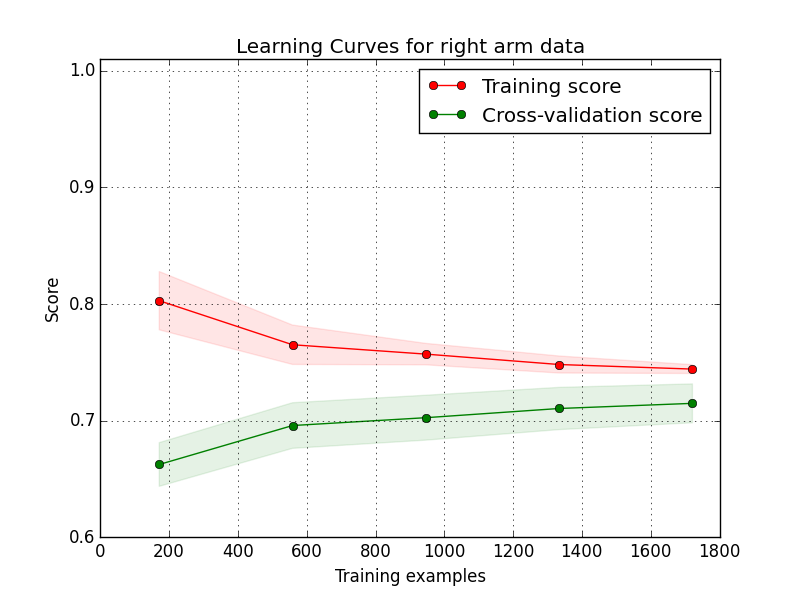 Learning Curves for right arm data
Training score
Cross-validation score
1.0
0.9
0.8
0.7
0.6
Score
0 200 400 600 800 1000 1200 1400 1600 1800
Training examples